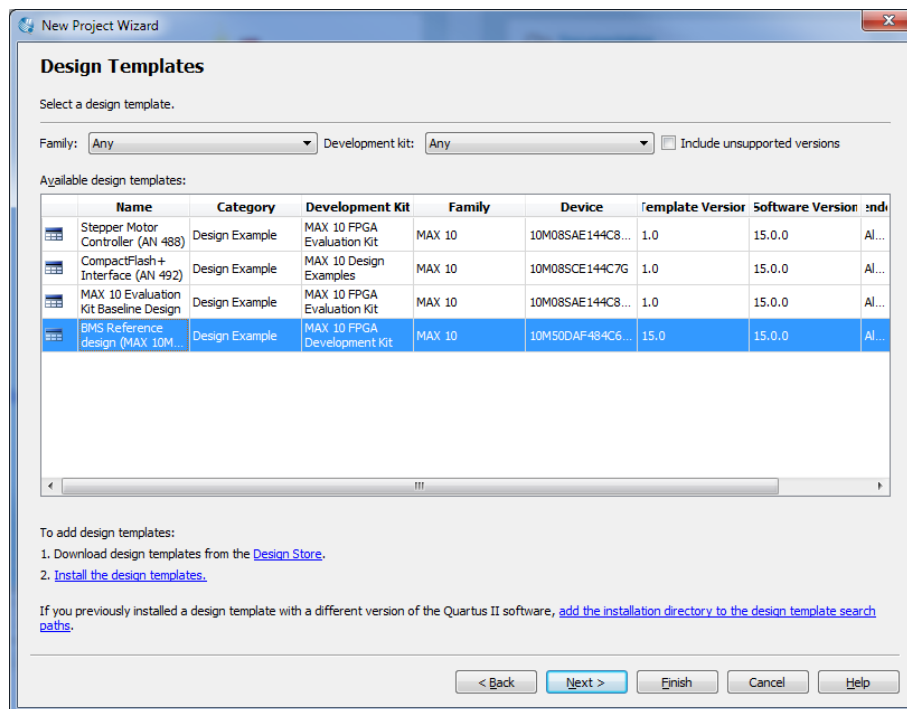 New Project Wizard
Design Templates
Select a design template.
Family: Any Development kit: Any Include unsupported versions
Available design templates:
Name Category Development Kit Family Device Template Version Software Version end
Stepper Motor Controller (AN 488) Design Example MAX 10 FPGA Evaluation Kit MAX 10 10M08SAE144C8... 1.0 15.0.0 Al...
CompactFlash+ Interface (AN 492) Design Example MAX 10 Design Examples MAX 10 10M08SCE144C7G 1.0 15.0.0 Al...
MAX 10 Evaluation Kit Baseline Design Design Example MAX 10 FPGA Evaluation Kit MAX 10 10M08SAE144C8... 1.0 15.0.0 Al...
BMS Reference design (MAX 10M... Design Example MAX 10 FPGA Development Kit MAX 10 10M50DAF484C6... 15.0 15.0.0 Al...
To add design templates:
1. Download design templates from the Design Store.
2. Install the design templates.
If you previously installed a design template with a different version of the Quartus II software, add the installation directory to the design template search
paths.
< Back Next > Finish Cancel Help